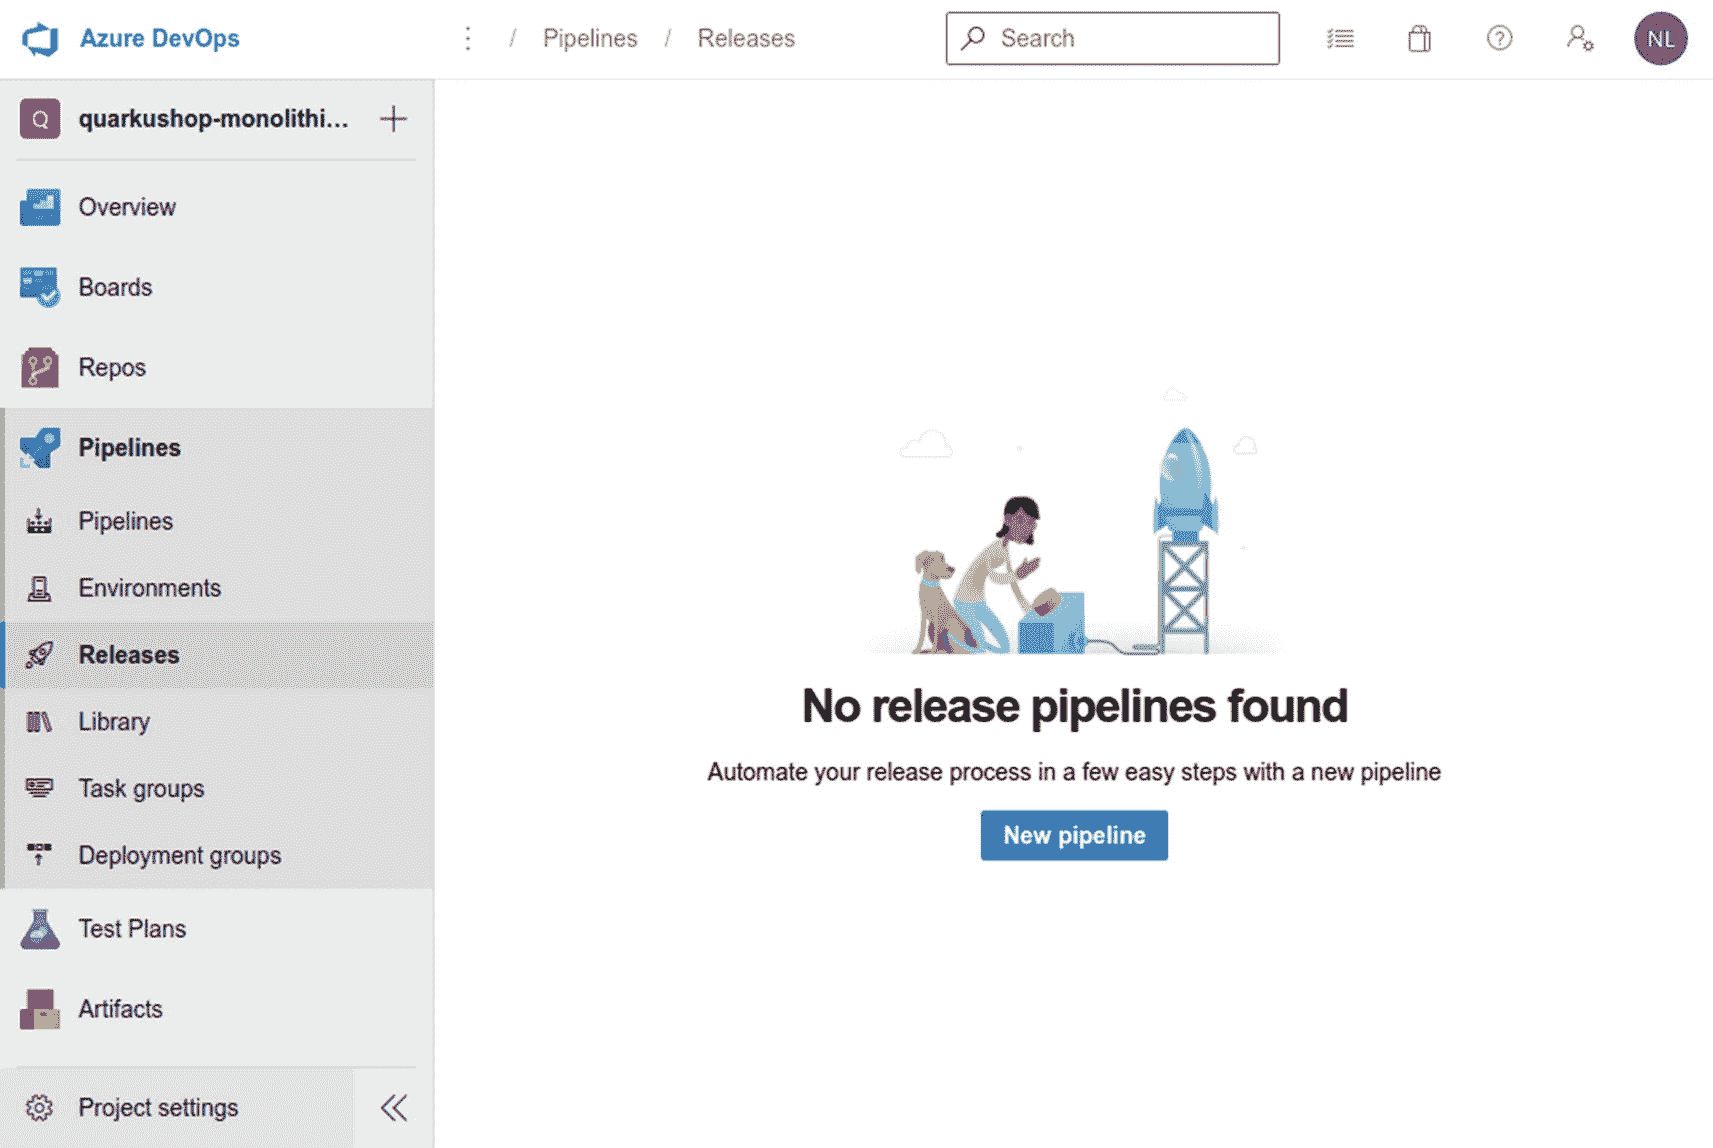 Azure DevOps
/ Pipelines / Releases
Search
NL
Q
quarkushop-monolithi...
Overview
Boards
Repos
Pipelines
Pipelines
Environments
Releases
Library
Task groups
Deployment groups
Test Plans
Artifacts
Project settings
No release pipelines found
Automate your release process in a few easy steps with a new pipeline
New pipeline